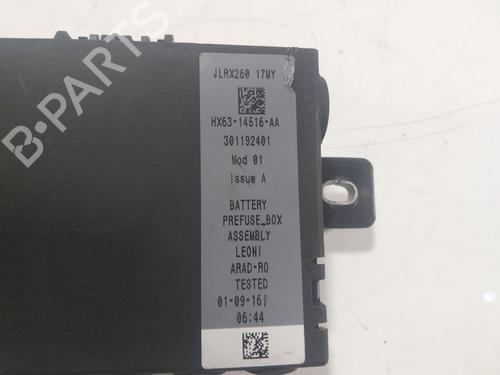 JLRX260 17MY
HX63-14516-AA
301192401
Mod 01
Issue A
BATTERY
PREFUSE_BOX
ASSEMBLY
LEONI
ARAD-RO
TESTED
01-09-16/
06:44
B-PARTS